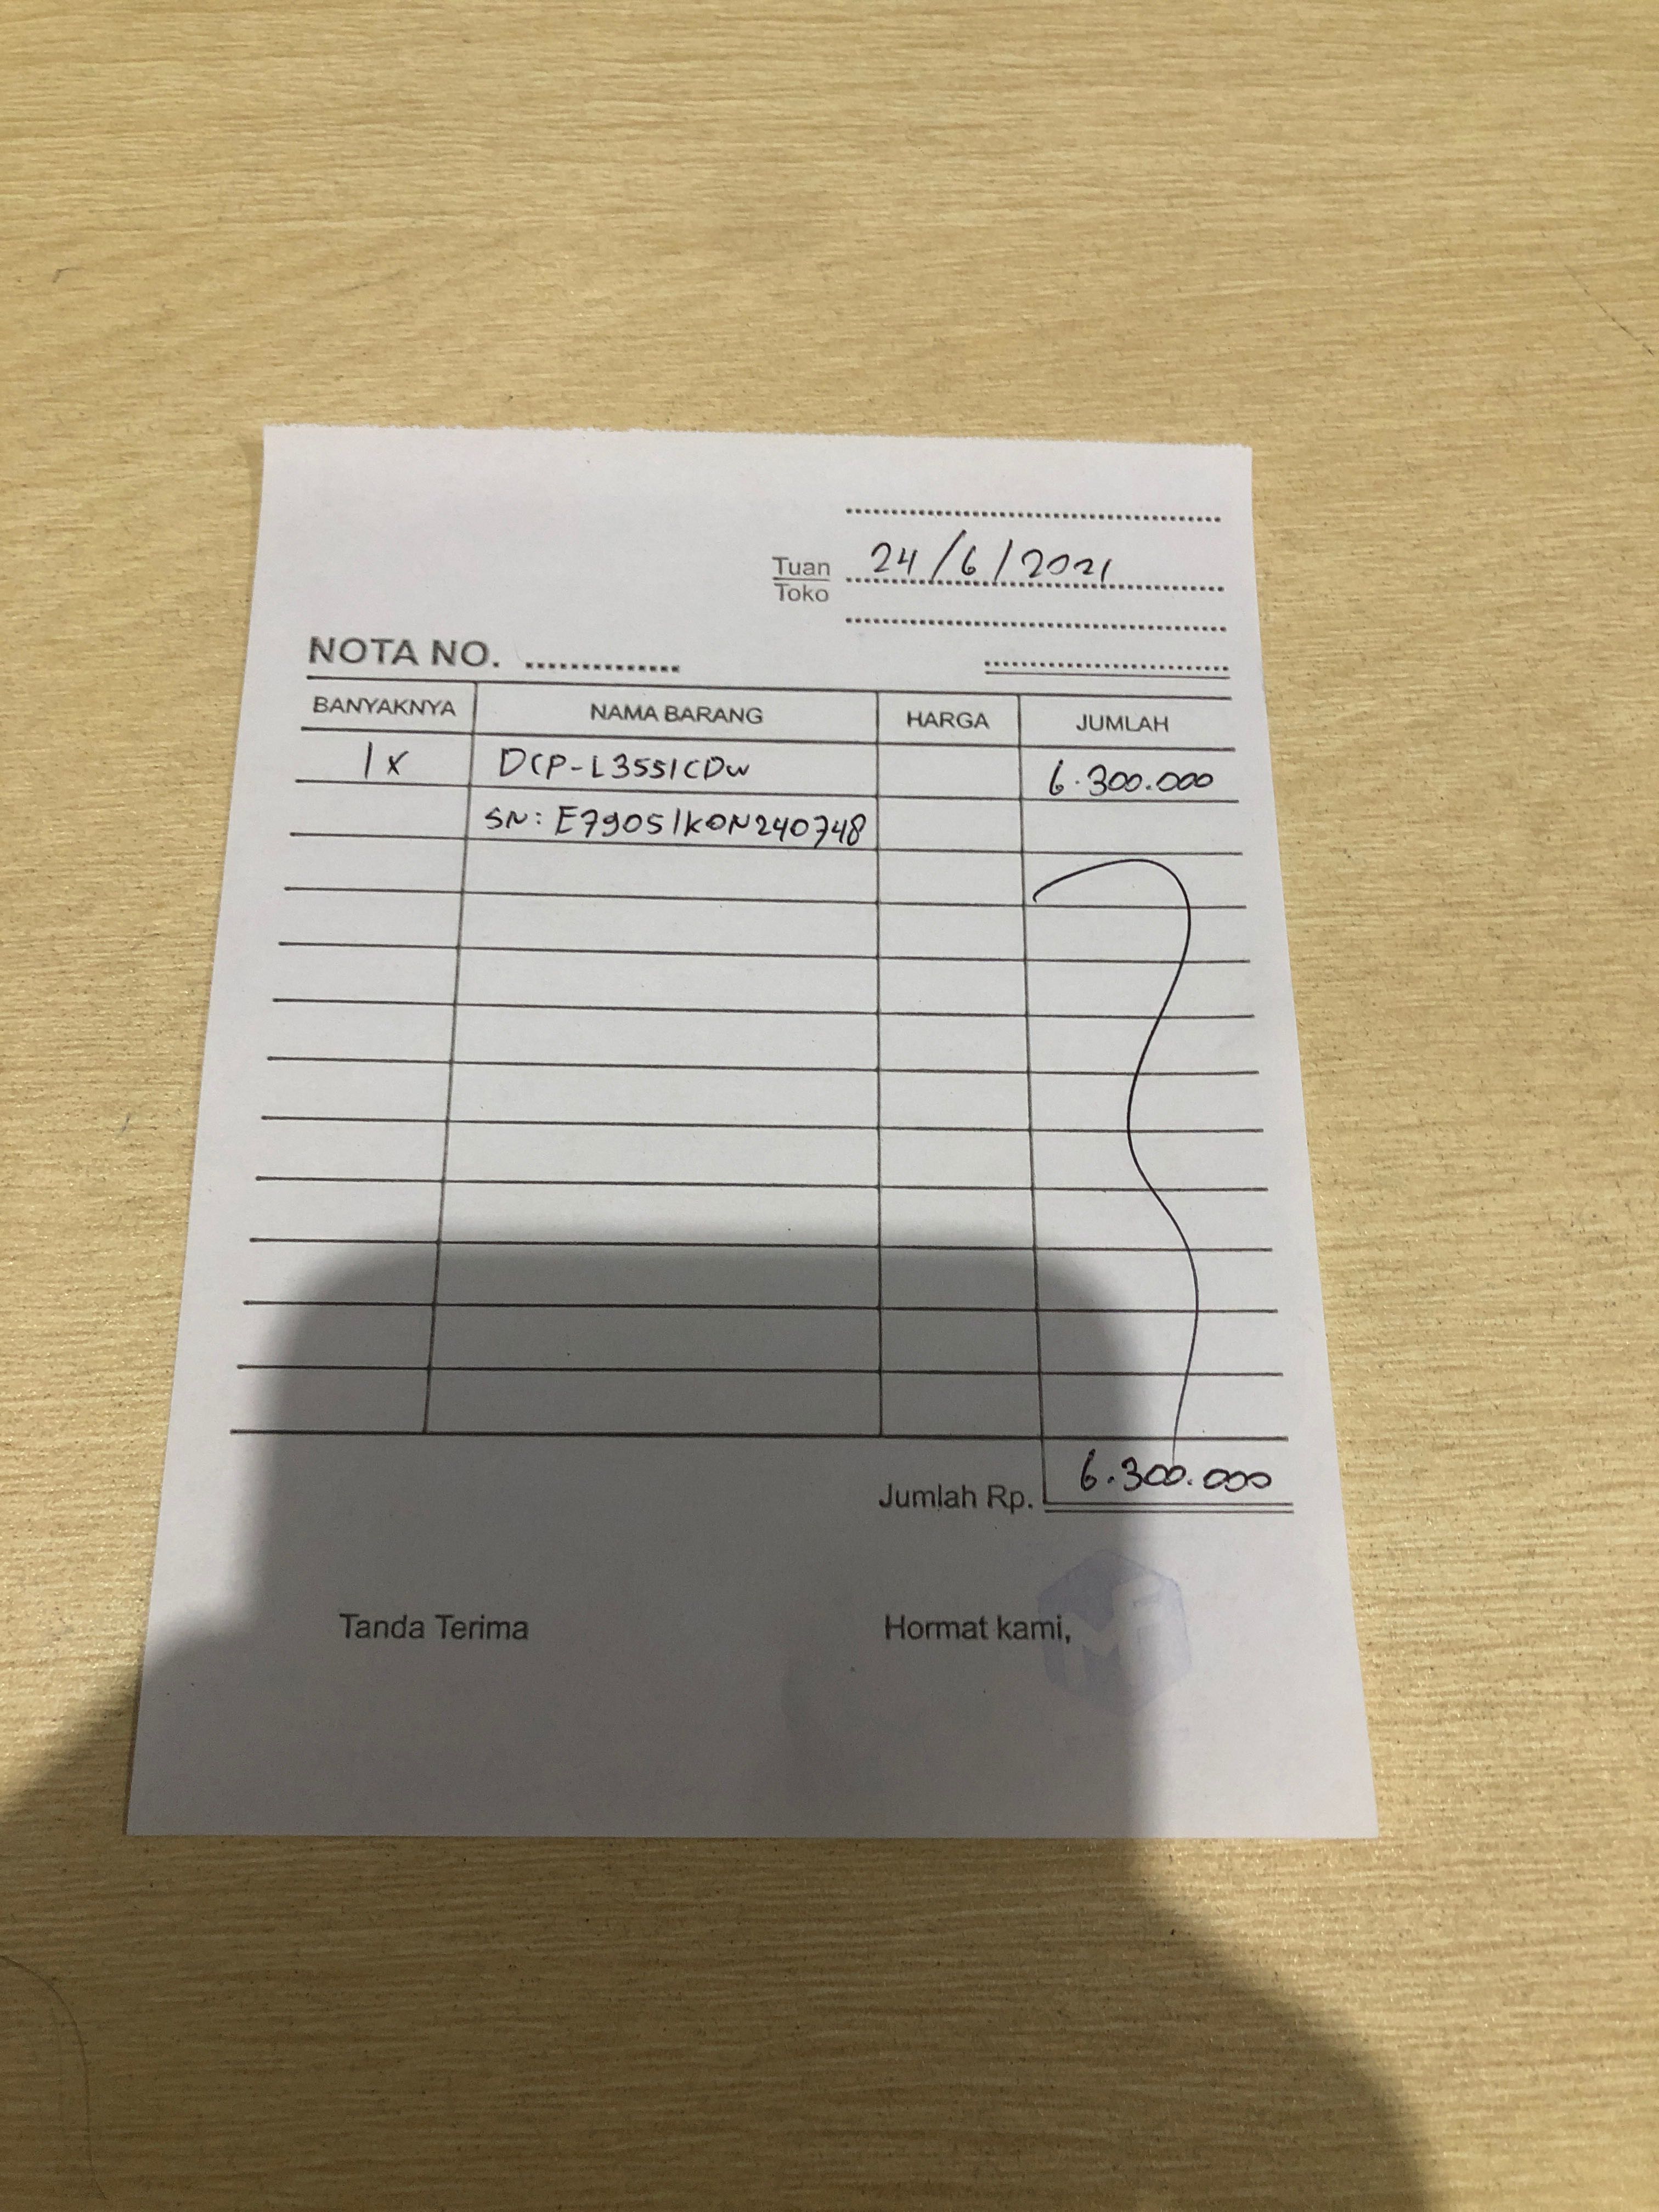 Tuan 24/6/2021
Toko
NOTA NO.
BANYAKNYA NAMA BARANG HARGA JUMLAH
1x DCP-L3551CDW 6.300.000
SN: E79051K0N240748
Jumlah Rp. 6.300.000
Tanda Terima Hormat kami,